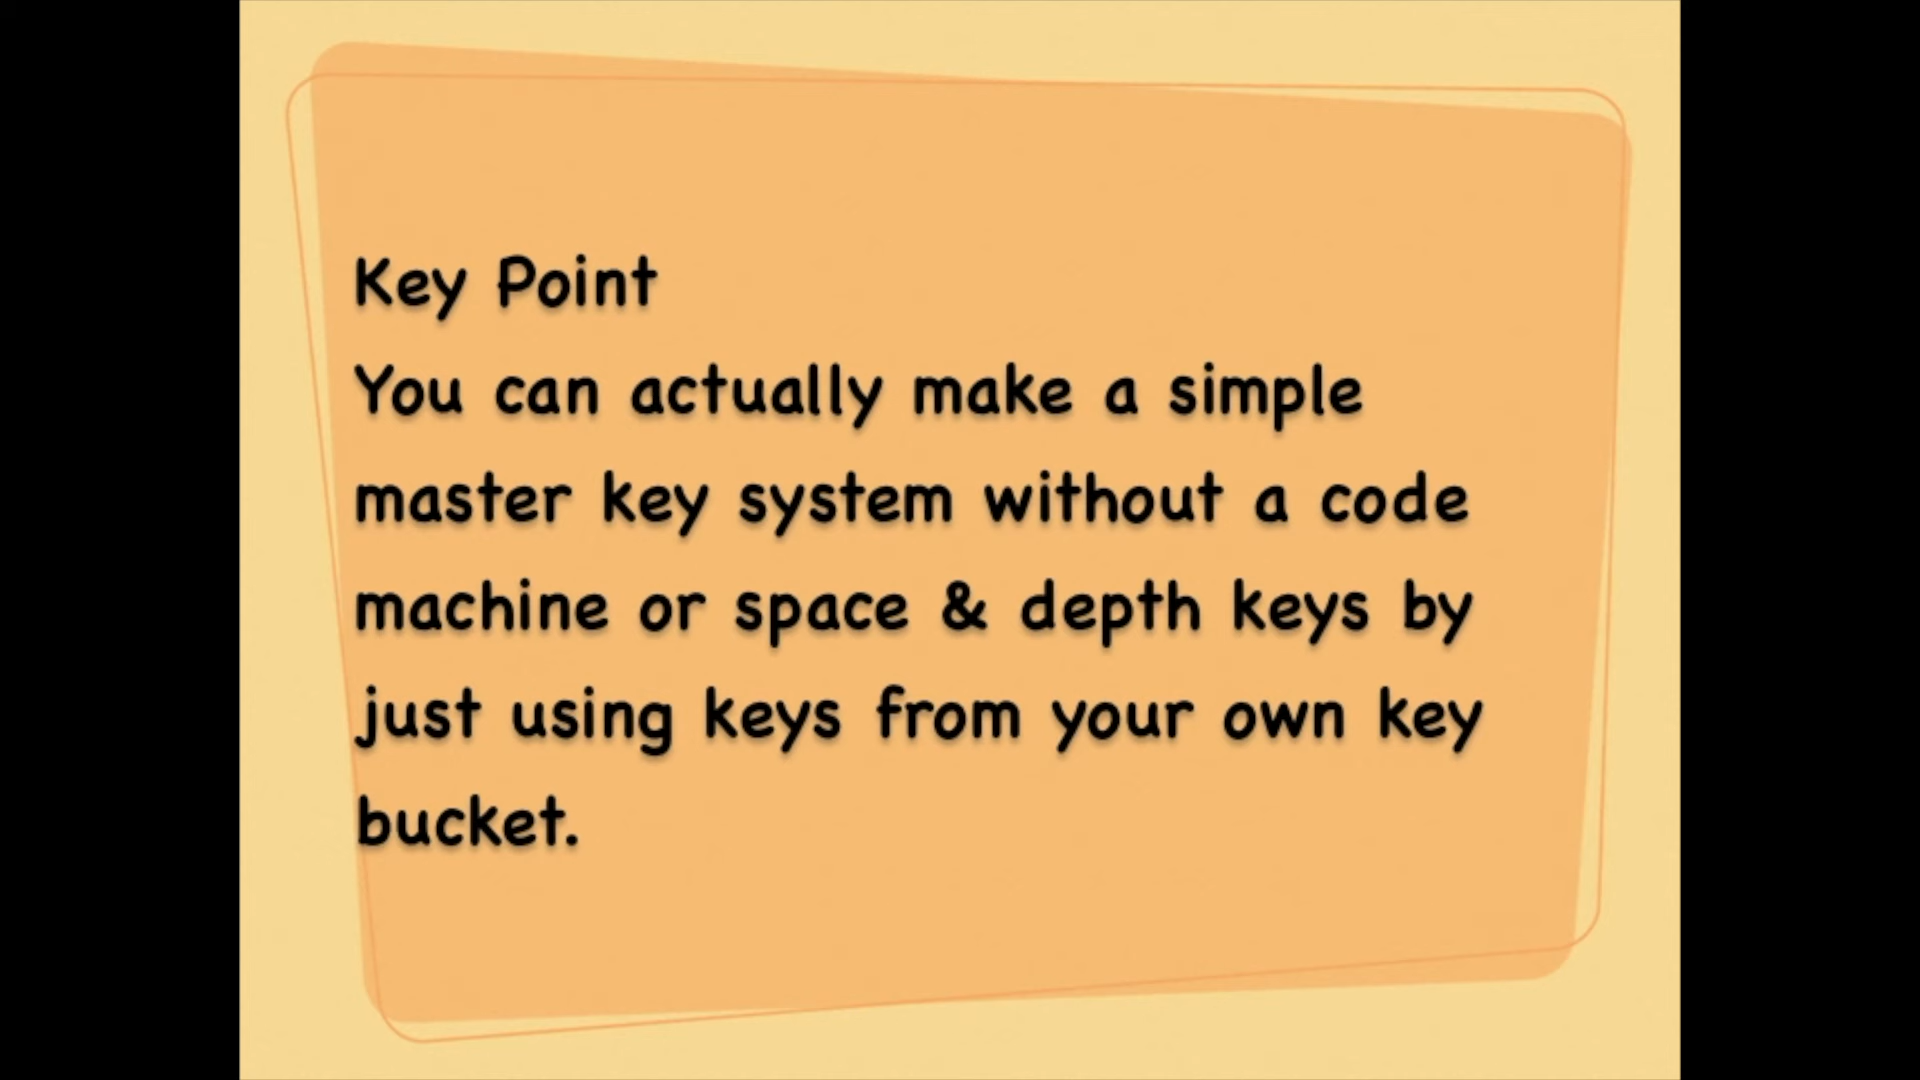 Key Point
You can actually make a simple
master key system without a code
machine or space & depth keys by
just using keys from your own key
bucket.